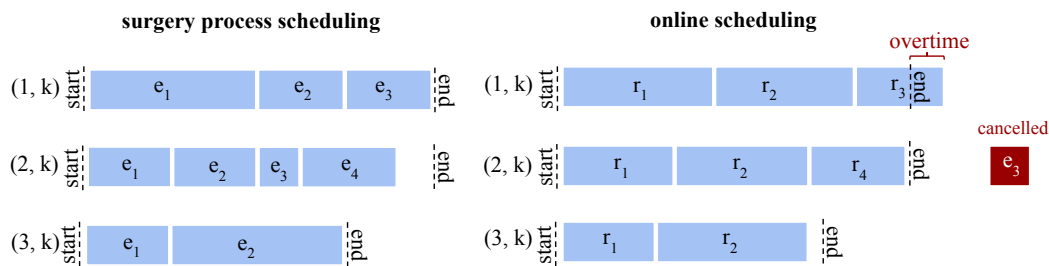 surgery process scheduling
online scheduling
overtime
(1, k) start e1 e2 e3 end
(1, k) start r1 r2 r3 end
cancelled
(2, k) start e1 e2 e3 e4 end
(2, k) start r1 r2 r4 end
e3
(3, k) start e1 e2 end
(3, k) start r1 r2 end